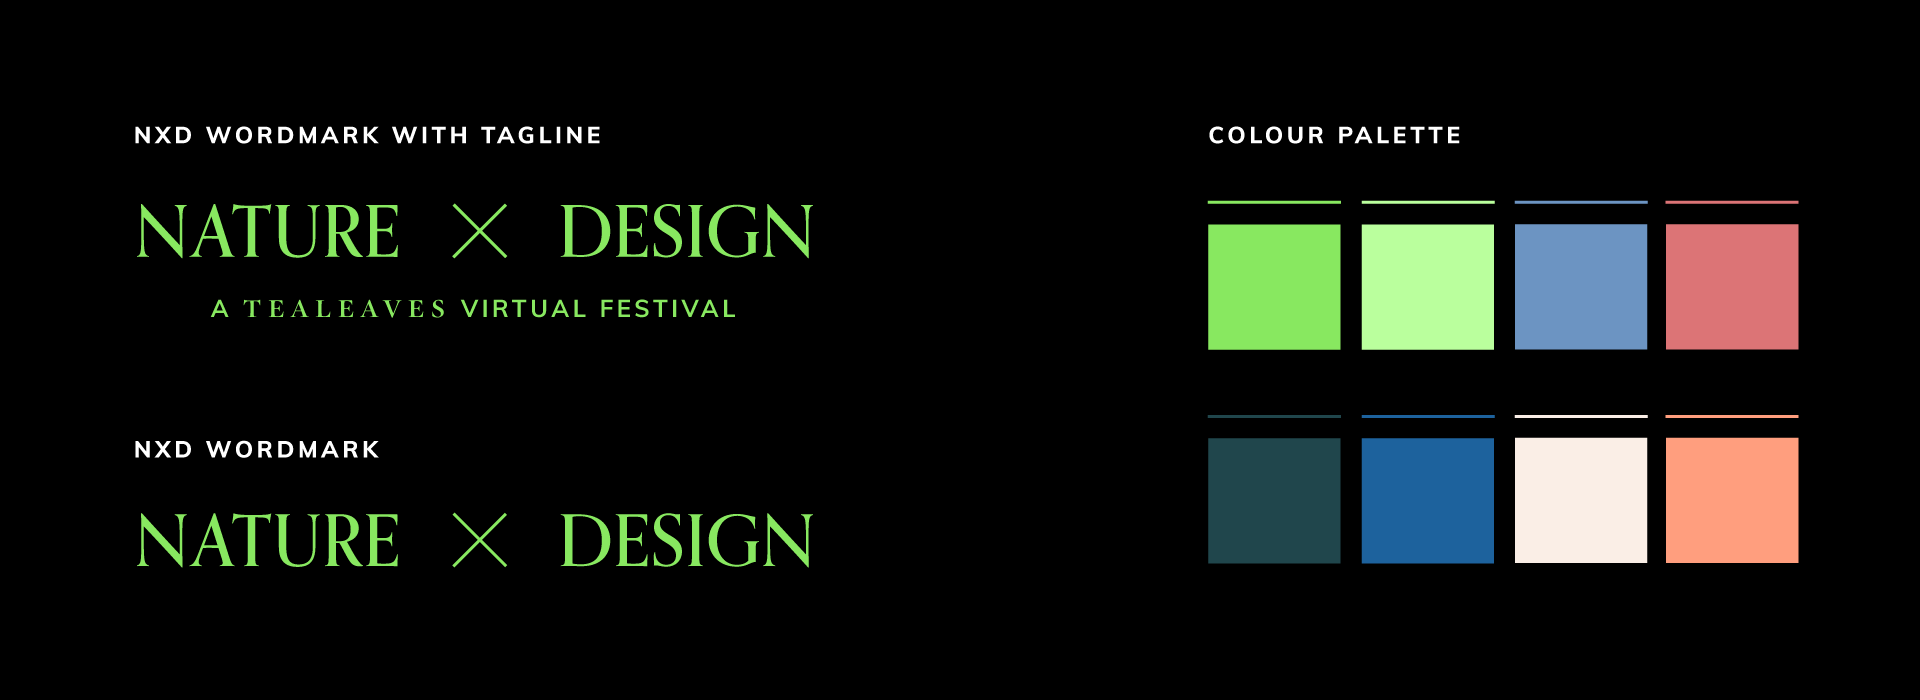 NXD WORDMARK WITH TAGLINE
NATURE X DESIGN
A TEALEAVES VIRTUAL FESTIVAL
NXD WORDMARK
NATURE X DESIGN
COLOUR PALETTE